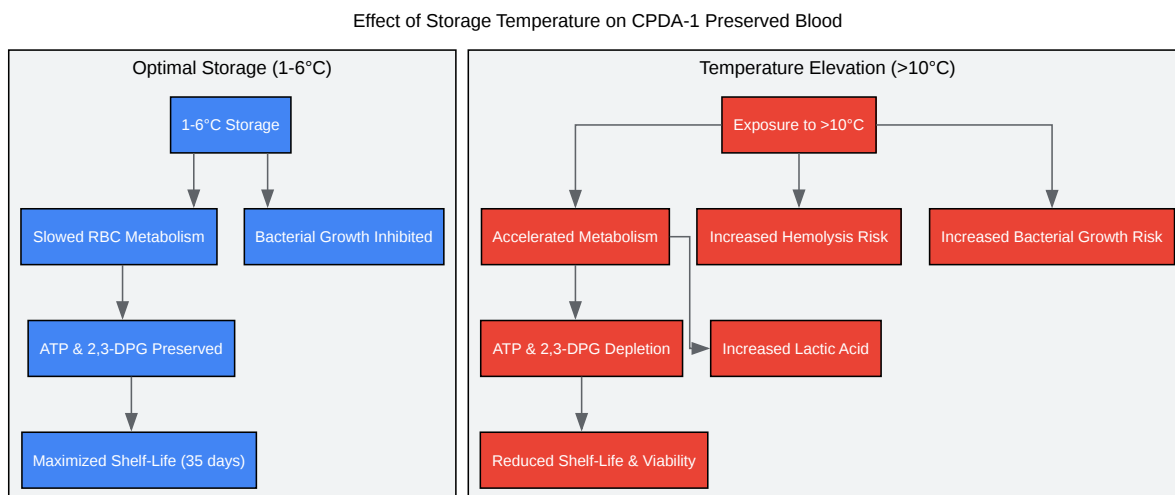 Effect of Storage Temperature on CPDA-1 Preserved Blood
Optimal Storage (1-6°C)
1-6°C Storage
Slowed RBC Metabolism
Bacterial Growth Inhibited
ATP & 2,3-DPG Preserved
Maximized Shelf-Life (35 days)
Temperature Elevation (>10°C)
Exposure to >10°C
Accelerated Metabolism
Increased Hemolysis Risk
Increased Bacterial Growth Risk
ATP & 2,3-DPG Depletion
Increased Lactic Acid
Reduced Shelf-Life & Viability